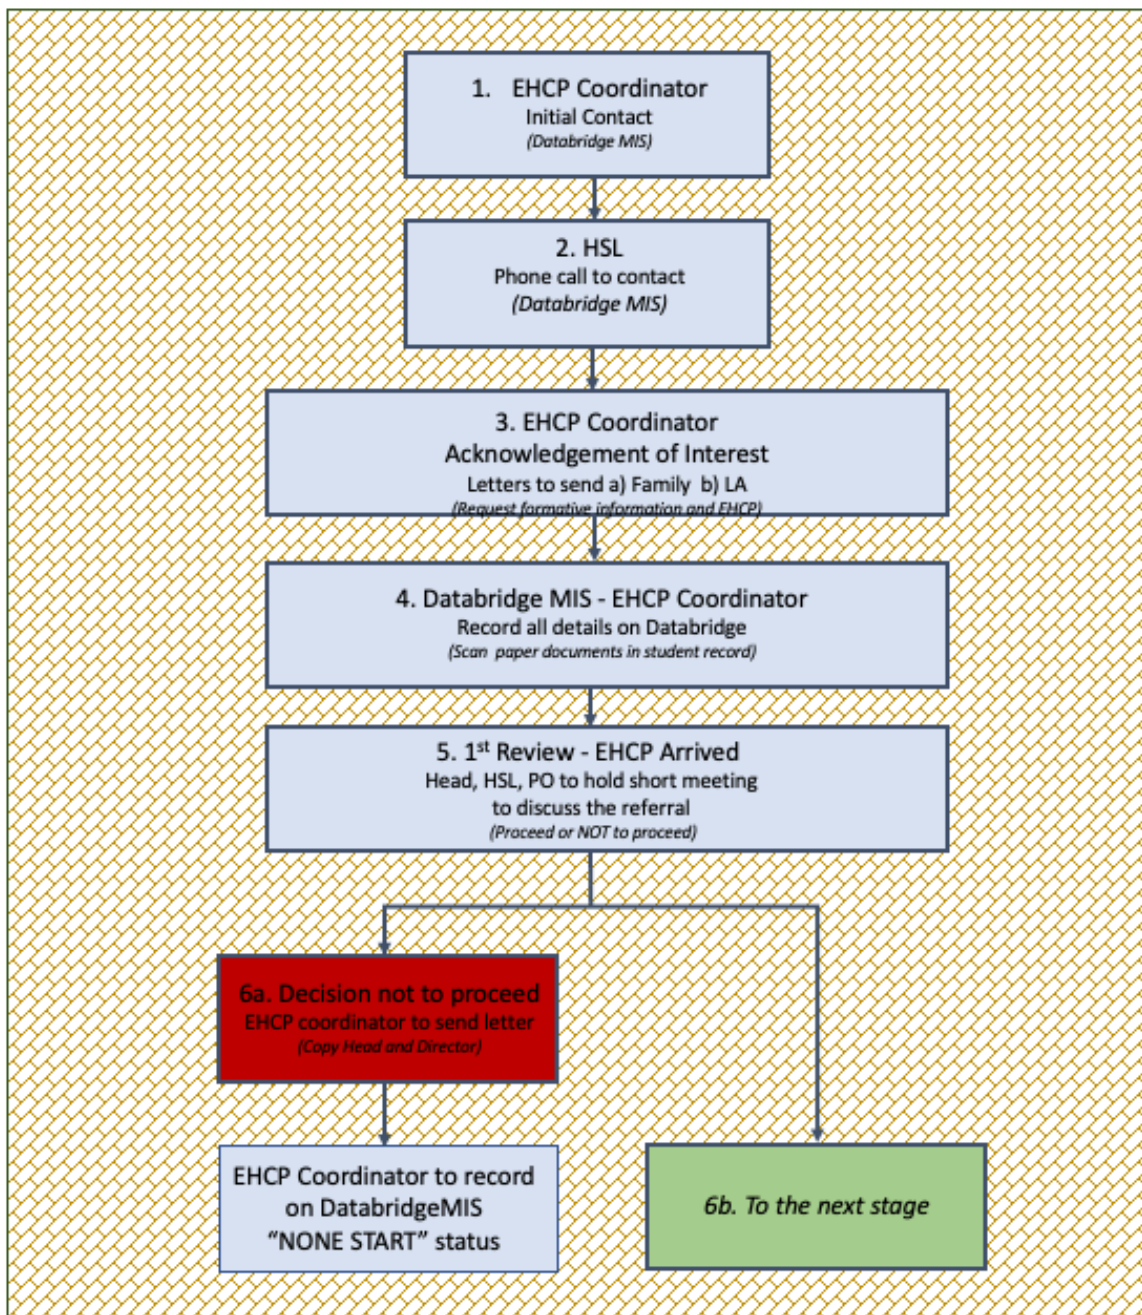 1. EHCP Coordinator
Initial Contact
(Databridge MIS)
2. HSL
Phone call to contact
(Databridge MIS)
3. EHCP Coordinator
Acknowledgement of Interest
Letters to send a) Family b) LA
(Request formative information and EHCP)
4. Databridge MIS - EHCP Coordinator
Record all details on Databridge
(Scan paper documents in student record)
5. 1st Review - EHCP Arrived
Head, HSL, PO to hold short meeting
to discuss the referral
(Proceed or NOT to proceed)
6a. Decision not to proceed
EHCP coordinator to send letter
(Copy Head and Director)
EHCP Coordinator to record
on DatabridgeMIS
“NONE START” status
6b. To the next stage